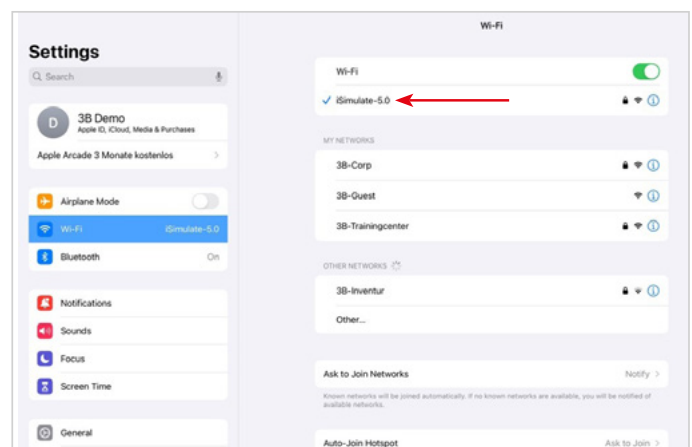 Settings
Search
D
3B Demo
Apple ID, iCloud, Media & Purchases
Apple Arcade 3 Monate kostenlos
Airplane Mode
Wi-Fi iSimulate-5.0
Bluetooth On
Notifications
Sounds
Focus
Screen Time
General
Wi-Fi
Wi-Fi
iSimulate-5.0
MY NETWORKS
3B-Corp
3B-Guest
3B-Trainingcenter
OTHER NETWORKS
3B-Inventur
Other...
Ask to Join Networks Notify
Known networks will be joined automatically. If no known networks are available, you will be notified of
available networks.
Auto-Join Hotspot Ask to Join